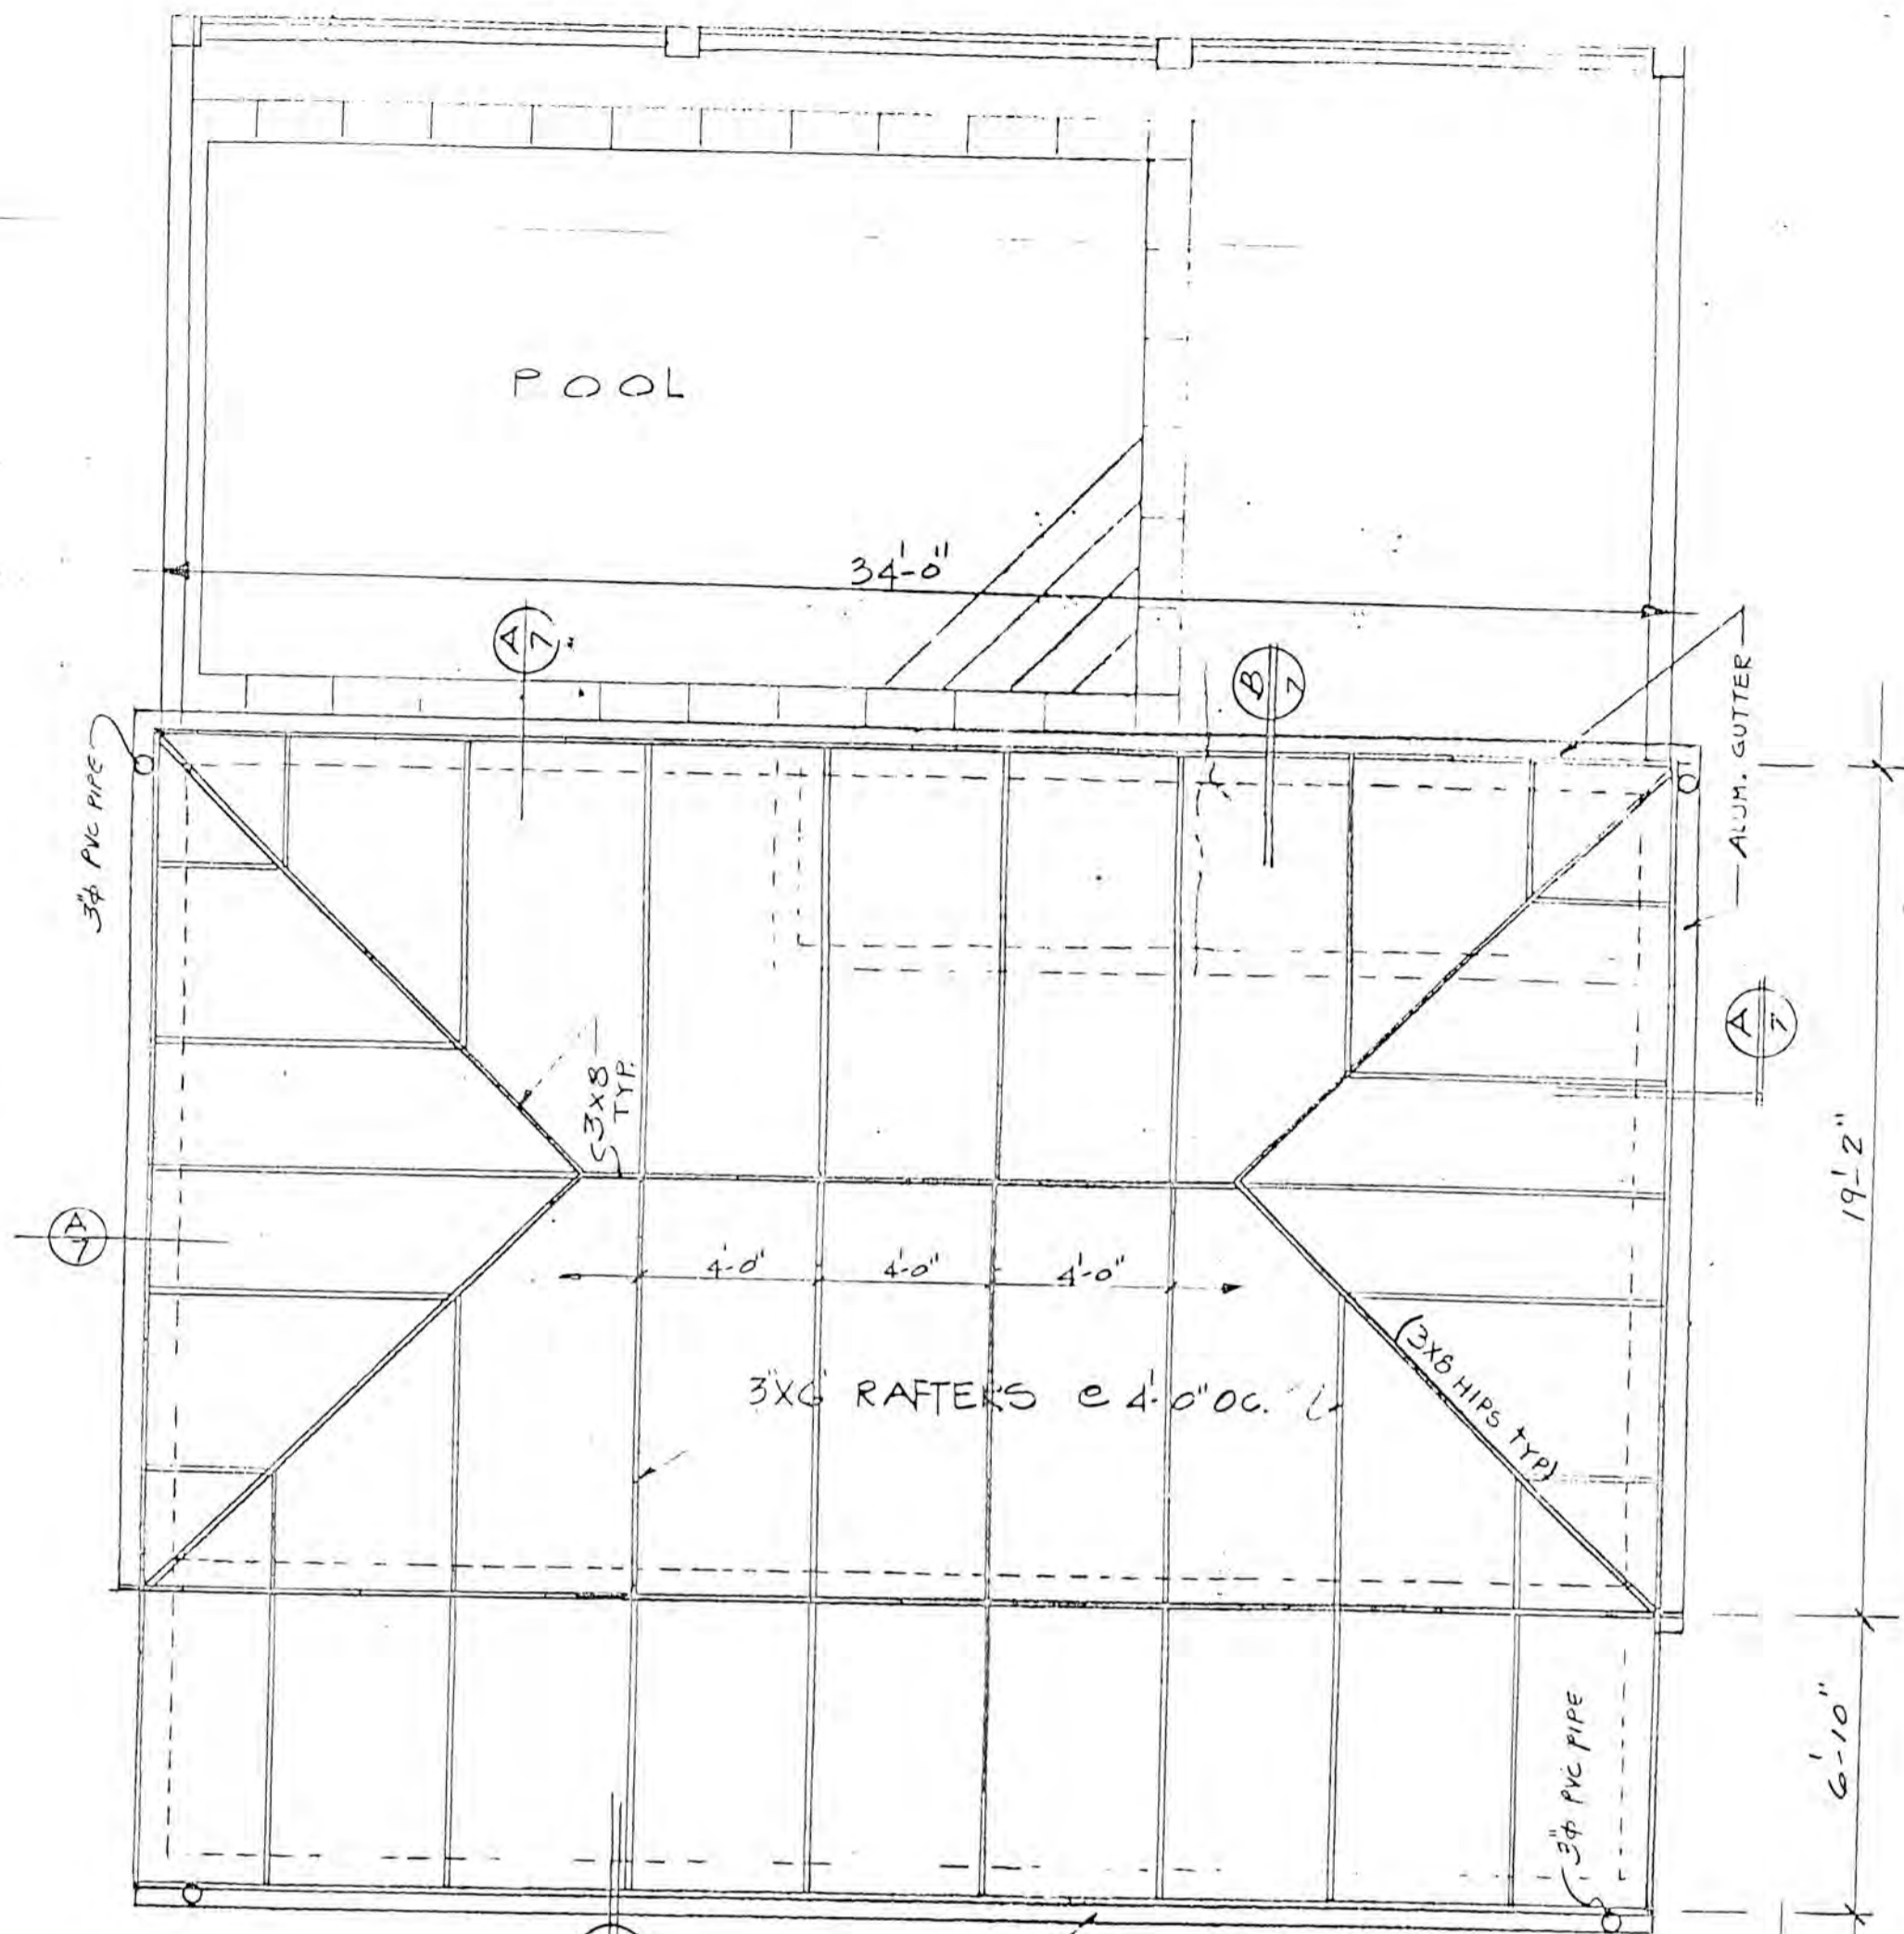 POOL
34'-0"
A
7
B
7
ALUM. GUTTER
3"ϕ PVC PIPE
3X8
TYP.
A
7
19'-2"
A
7
4'-0"
4'-0"
4'-0"
3"X6" RAFTERS @ 4'-0" OC.
(3X8 HIPS TYP)
3"ϕ PVC PIPE
6'-10"